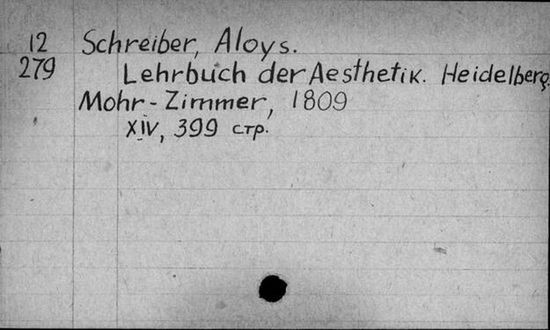 12 Schreiber, Aloys.
279 Lehrbuch der Aesthetik. Heidelberg,
Mohr-Zimmer, 1809
XIV, 399 стр.